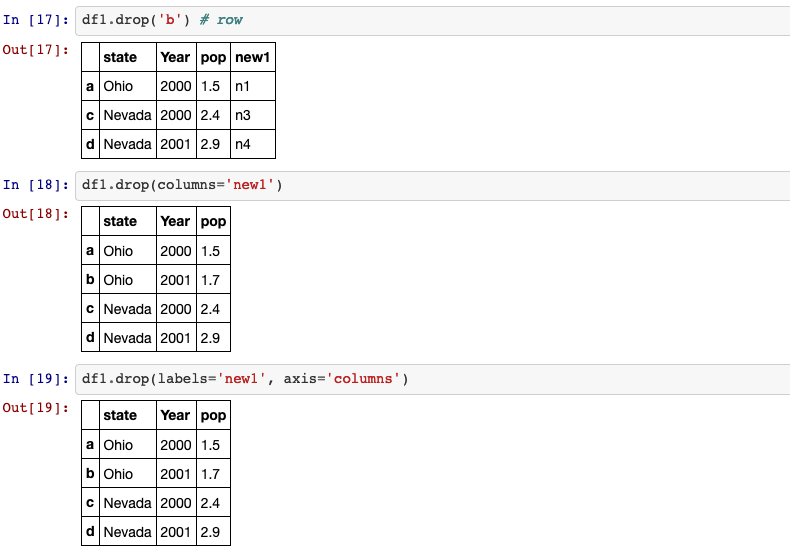 In [17]: df1.drop('b') # row
Out[17]:
state Year pop new1
a Ohio 2000 1.5 n1
c Nevada 2000 2.4 n3
d Nevada 2001 2.9 n4
In [18]: df1.drop(columns='new1')
Out[18]:
state Year pop
a Ohio 2000 1.5
b Ohio 2001 1.7
c Nevada 2000 2.4
d Nevada 2001 2.9
In [19]: df1.drop(labels='new1', axis='columns')
Out[19]:
state Year pop
a Ohio 2000 1.5
b Ohio 2001 1.7
c Nevada 2000 2.4
d Nevada 2001 2.9